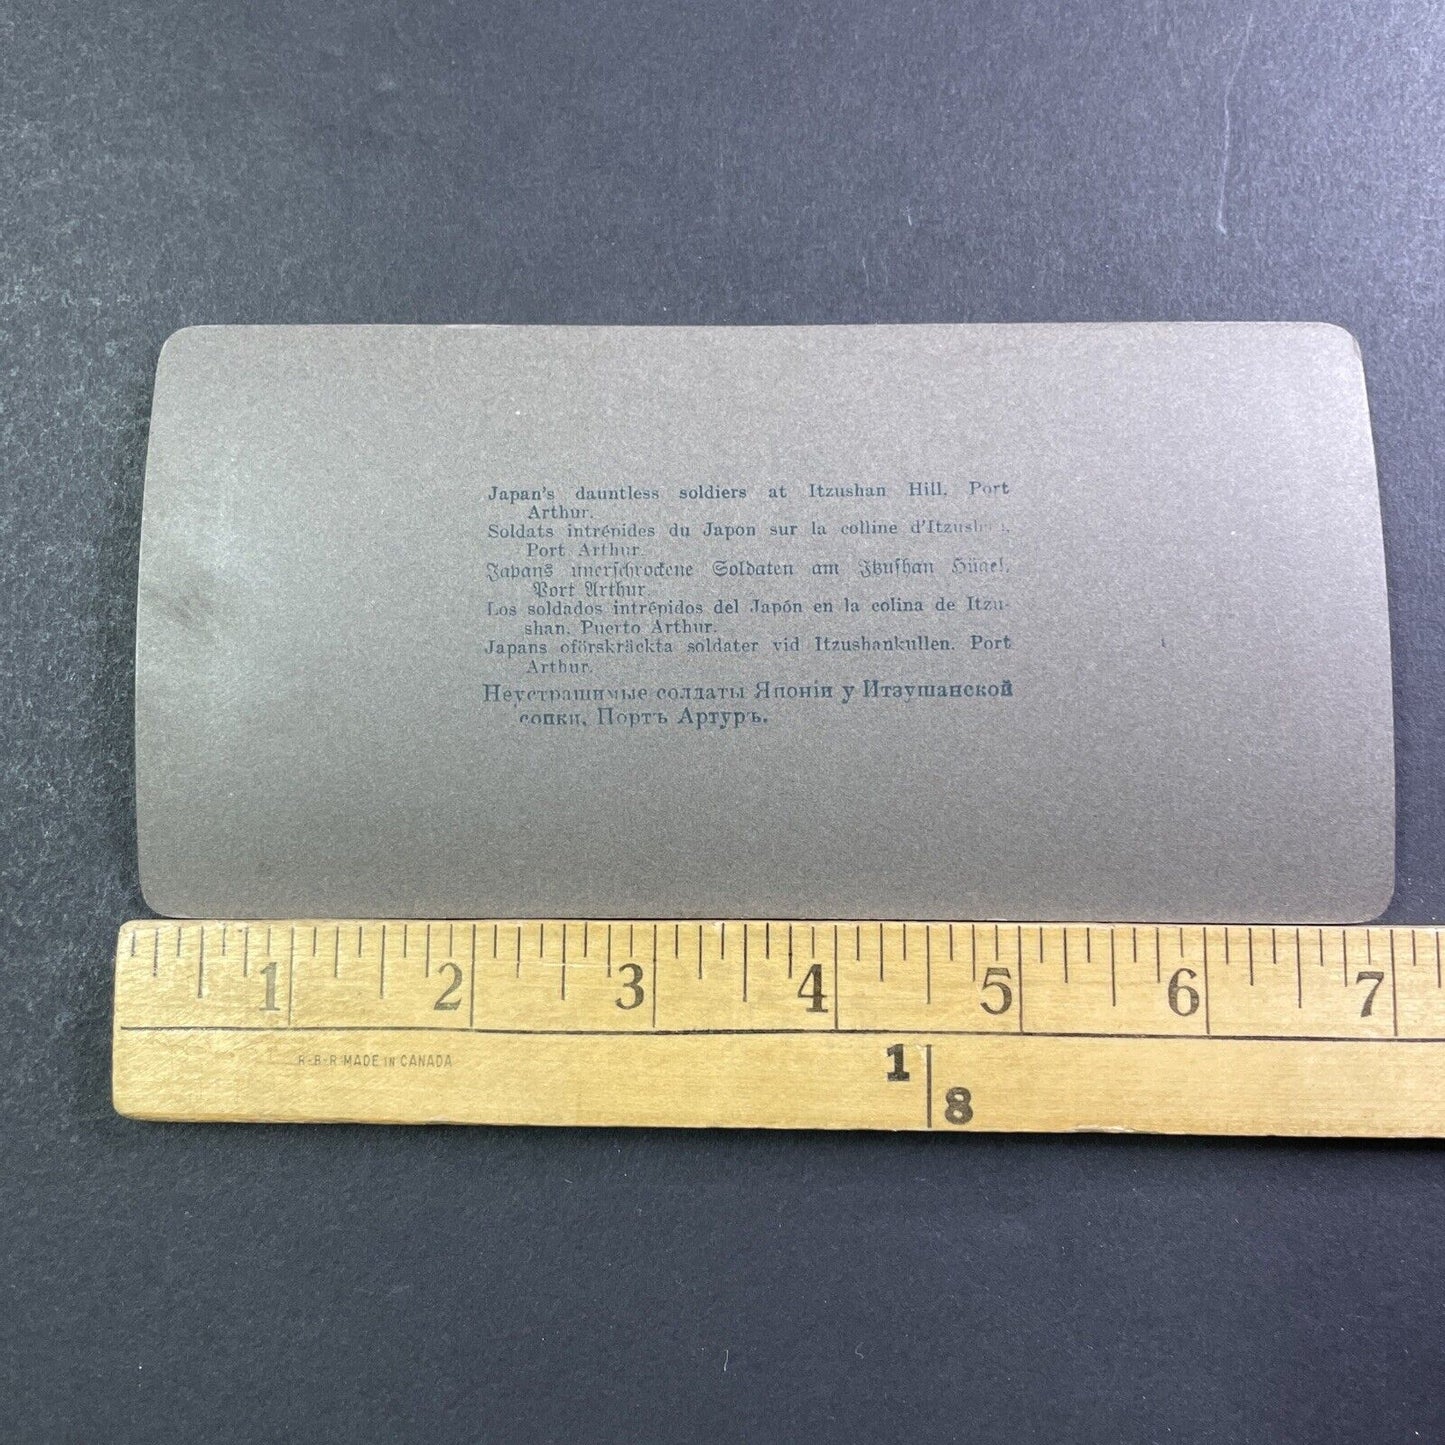 Japan's dauntless soldiers at Itzushan Hill. Port
Arthur.
Soldats intrépides du Japon sur la colline
Port Arthur
Japans unerschrockene Soldaten am Itzushan Hügel.
Port Arthur
Los soldados intrépidos del Japón en la colina de Itzu-
shan. Puerto Arthur.
Japans oförskräckta soldater vid Itzushankullen. Port
Arthur.
Неустрашимые солдаты Японіи у Итзушанской
сопки, Портъ Артуръ.
1 2 3 4 5 6 7
R-B-R MADE IN CANADA
1
8